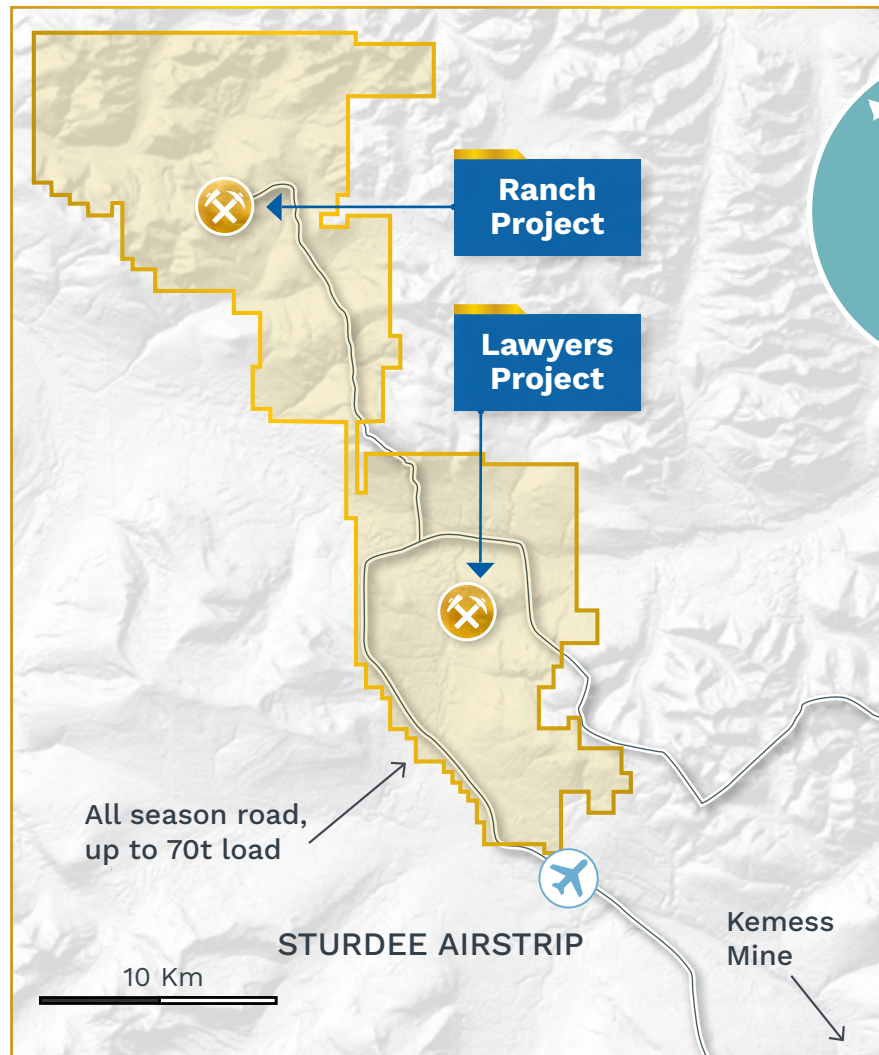 Ranch
Project
Lawyers
Project
All season road,
up to 70t load
STURDEE AIRSTRIP
Kemess
Mine
10 Km